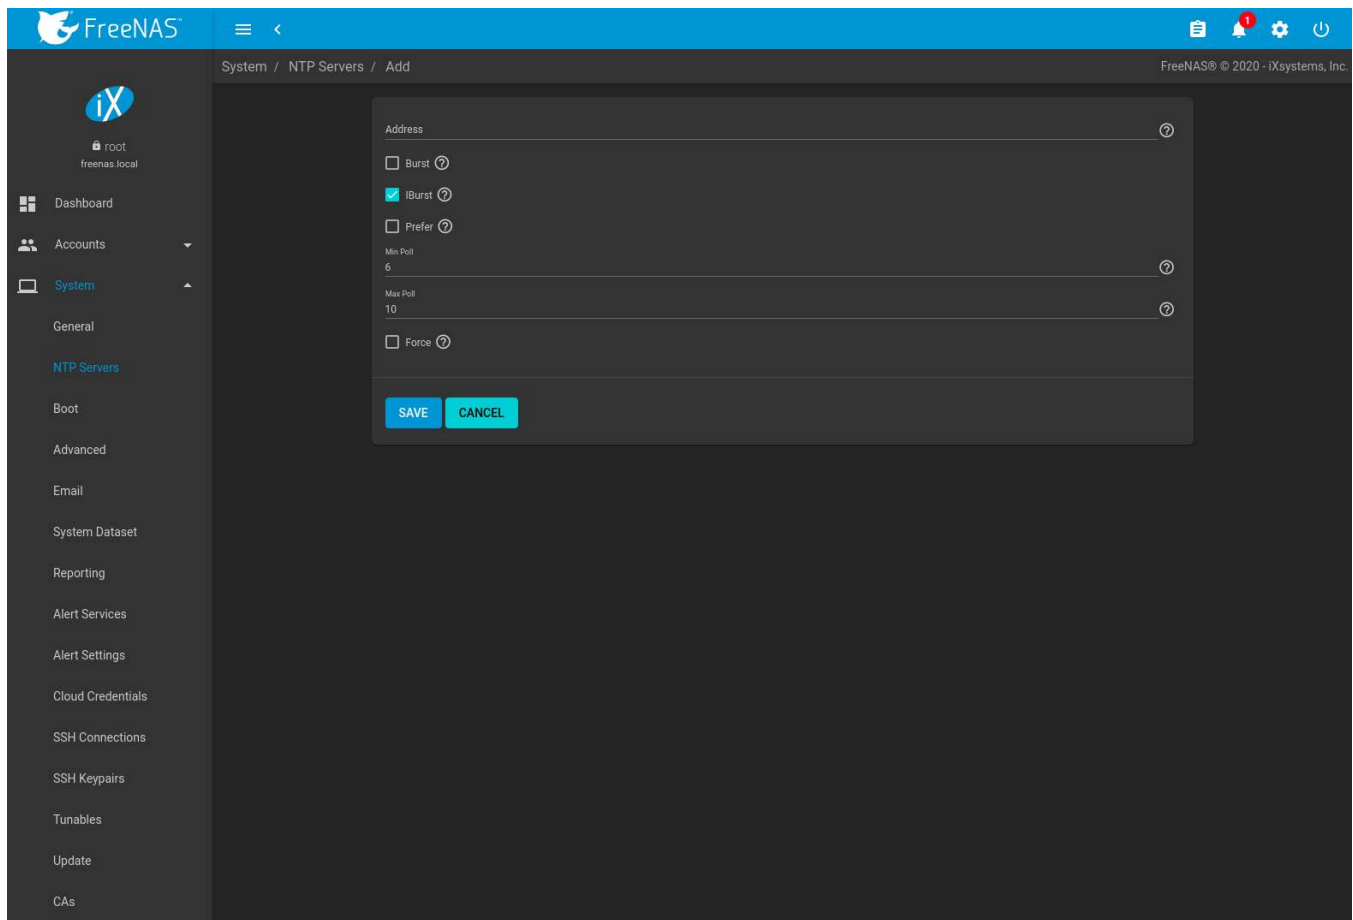 FreeNAS
1
System / NTP Servers / Add
FreeNAS® © 2020 - iXsystems, Inc.
iX
root
freenas.local
Dashboard
Accounts
System
General
NTP Servers
Boot
Advanced
Email
System Dataset
Reporting
Alert Services
Alert Settings
Cloud Credentials
SSH Connections
SSH Keypairs
Tunables
Update
CAs
Address
Burst
IBurst
Prefer
Min Poll
6
Max Poll
10
Force
SAVE CANCEL